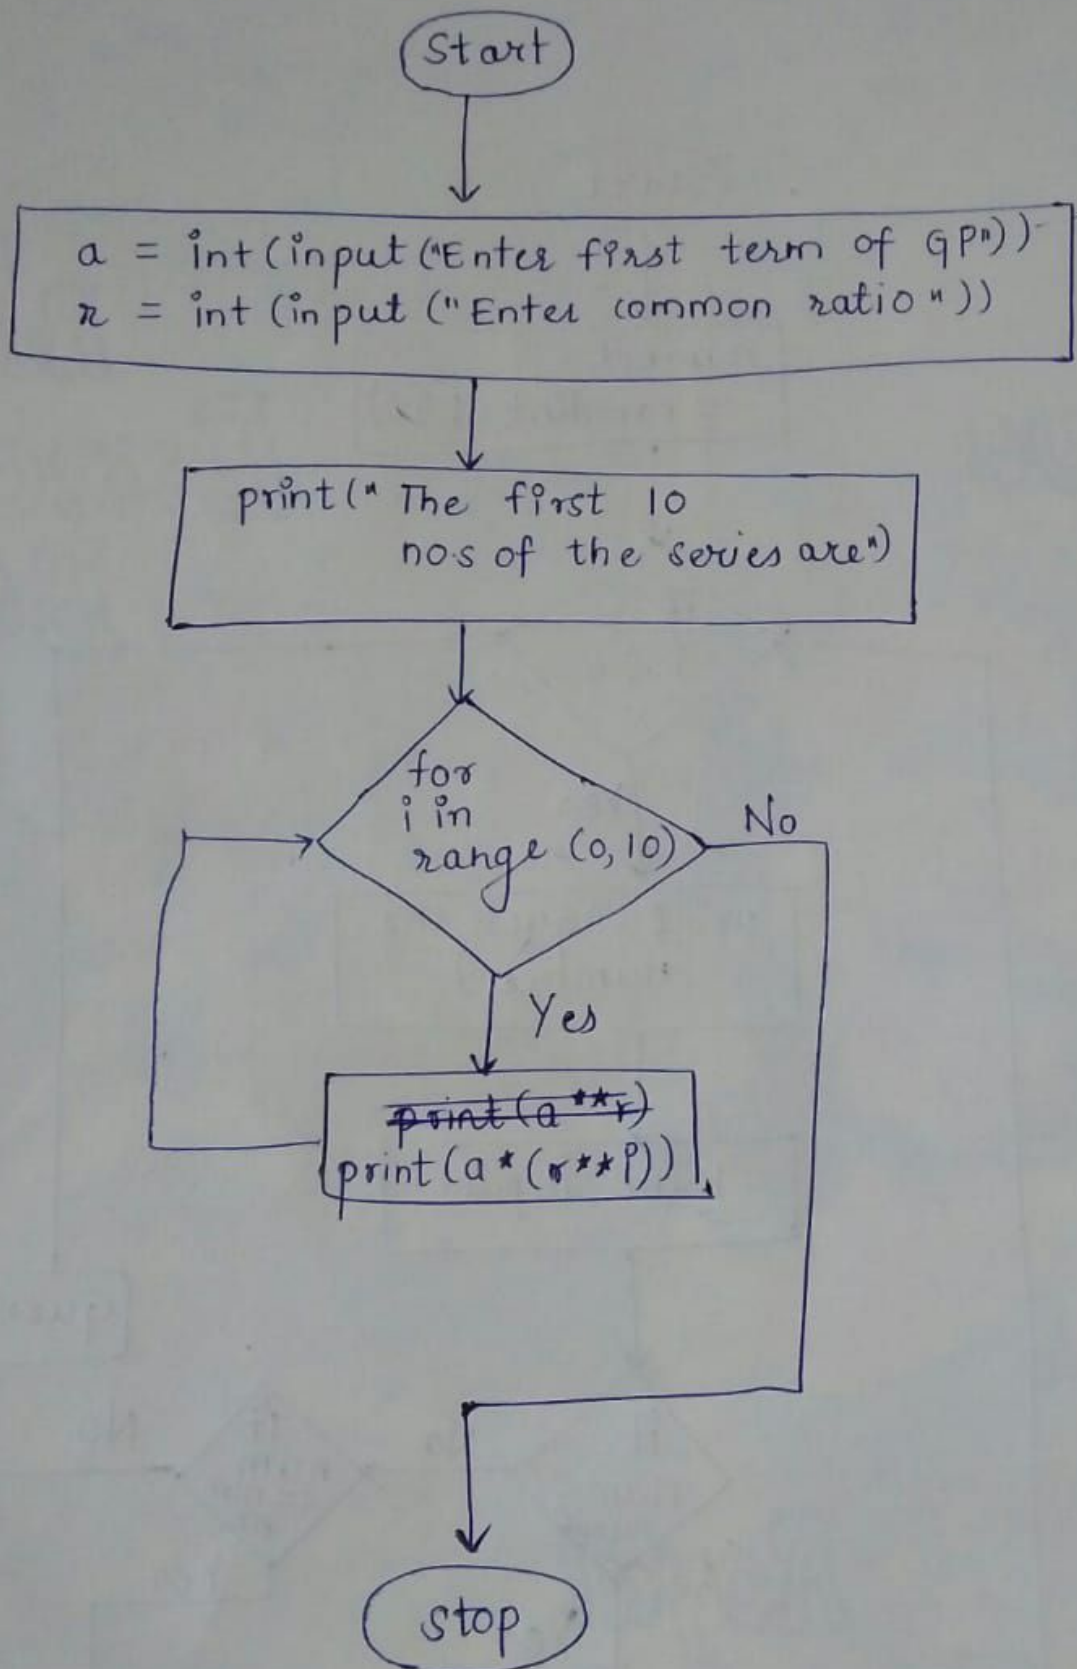 Start
a = int(input("Enter first term of GP"))
r = int(input("Enter common ratio"))
print("The first 10
nos of the series are")
for
i in
range (0,10)
No
Yes
print(a**r)
print(a*(r**i))
stop